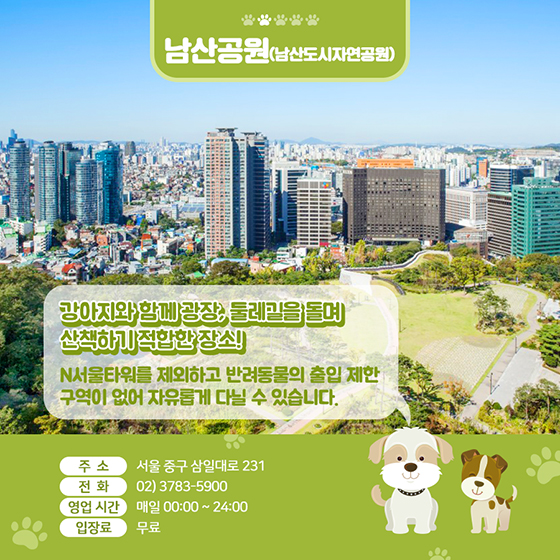 남산공원(남산도시자연공원)
강아지와 함께 광장, 둘레길을 돌며
산책하기 적합한 장소!
N서울타워를 제외하고 반려동물의 출입 제한
구역이 없어 자유롭게 다닐 수 있습니다.
주 소 서울 중구 삼일대로 231
전 화 02) 3783-5900
영업 시간 매일 00:00 ~ 24:00
입장료 무료